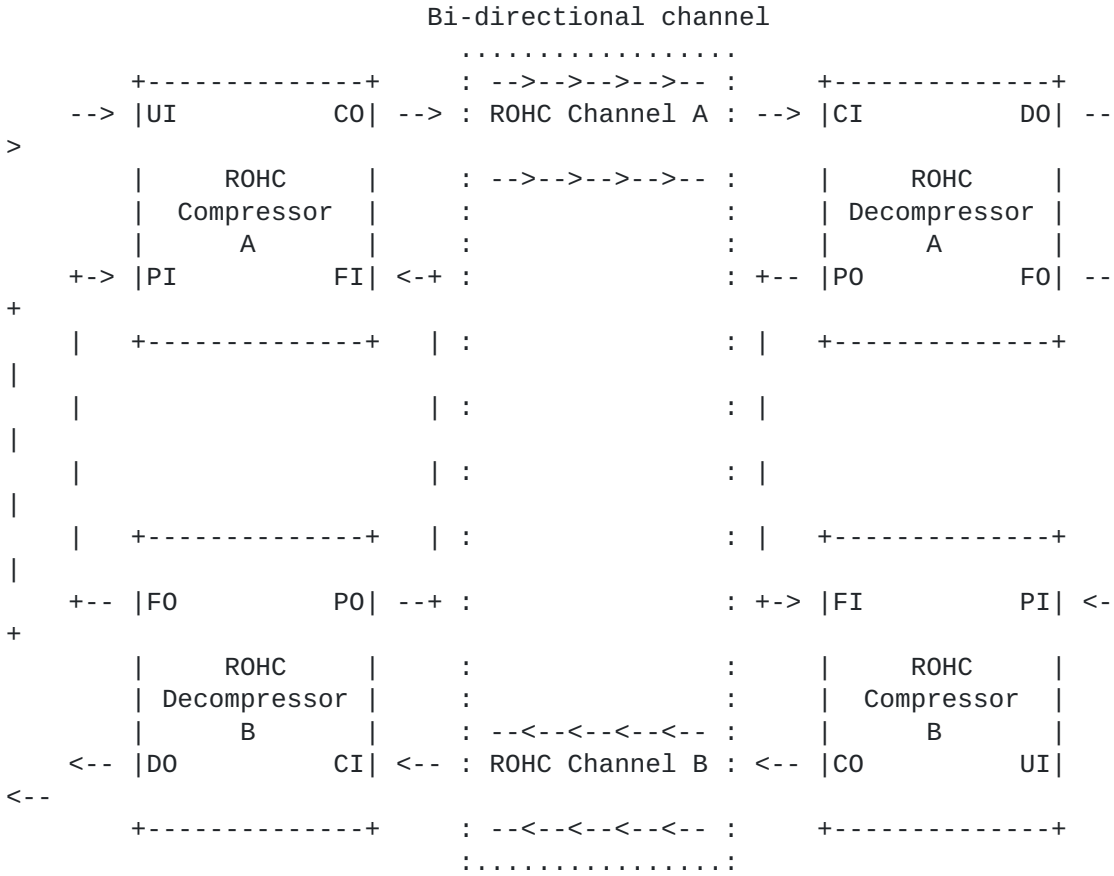 Bi-directional channel
                             ..................
        +--------------+     : -->-->-->-->-- :     +--------------+
    --> |UI          CO| --> : ROHC Channel A : --> |CI          DO| --
>
        |     ROHC     |     : -->-->-->-->-- :     |     ROHC     |
        |  Compressor  |     :                :     | Decompressor |
        |      A       |     :                :     |      A       |
    +-> |PI          FI| <-+ :                : +-- |PO          FO| --
+
    |   +--------------+   | :                : |   +--------------+
|
    |                      | :                : |
|
    |                      | :                : |
|
    |   +--------------+   | :                : |   +--------------+
|
    +-- |FO          PO| --+ :                : +-> |FI          PI| <-
+
        |     ROHC     |     :                :     |     ROHC     |
        | Decompressor |     :                :     |  Compressor  |
        |      B       |     : --<--<--<--<-- :     |      B       |
    <-- |DO          CI| <-- : ROHC Channel B : <-- |CO          UI|
<--
        +--------------+     : --<--<--<--<-- :     +--------------+
                             :................: